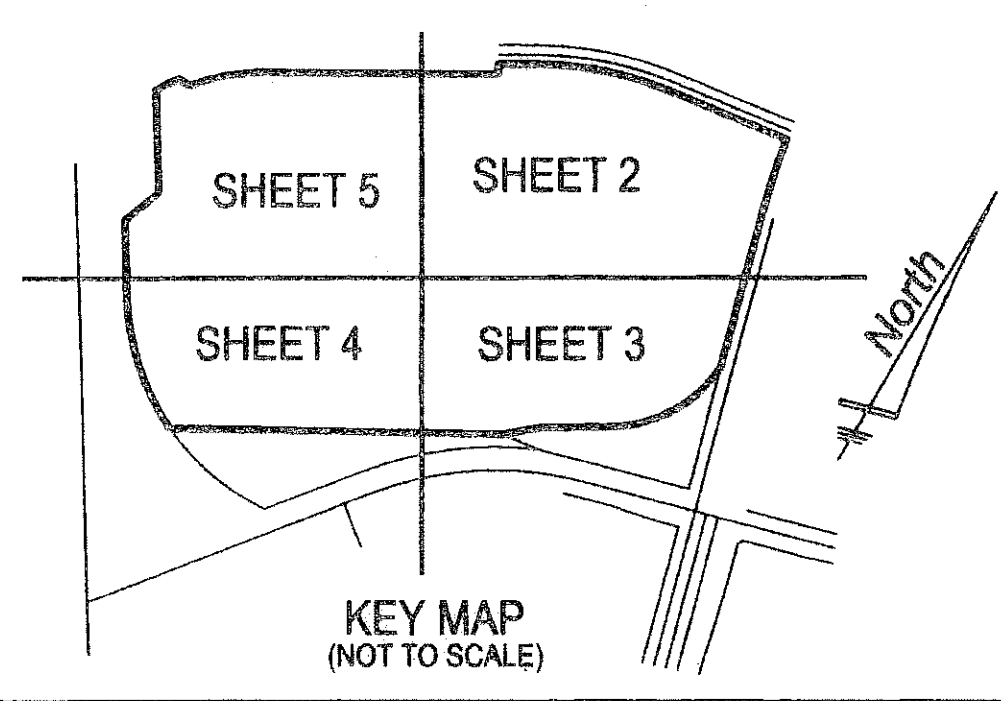 SHEET 5
SHEET 2
SHEET 4
SHEET 3
North
KEY MAP
(NOT TO SCALE)